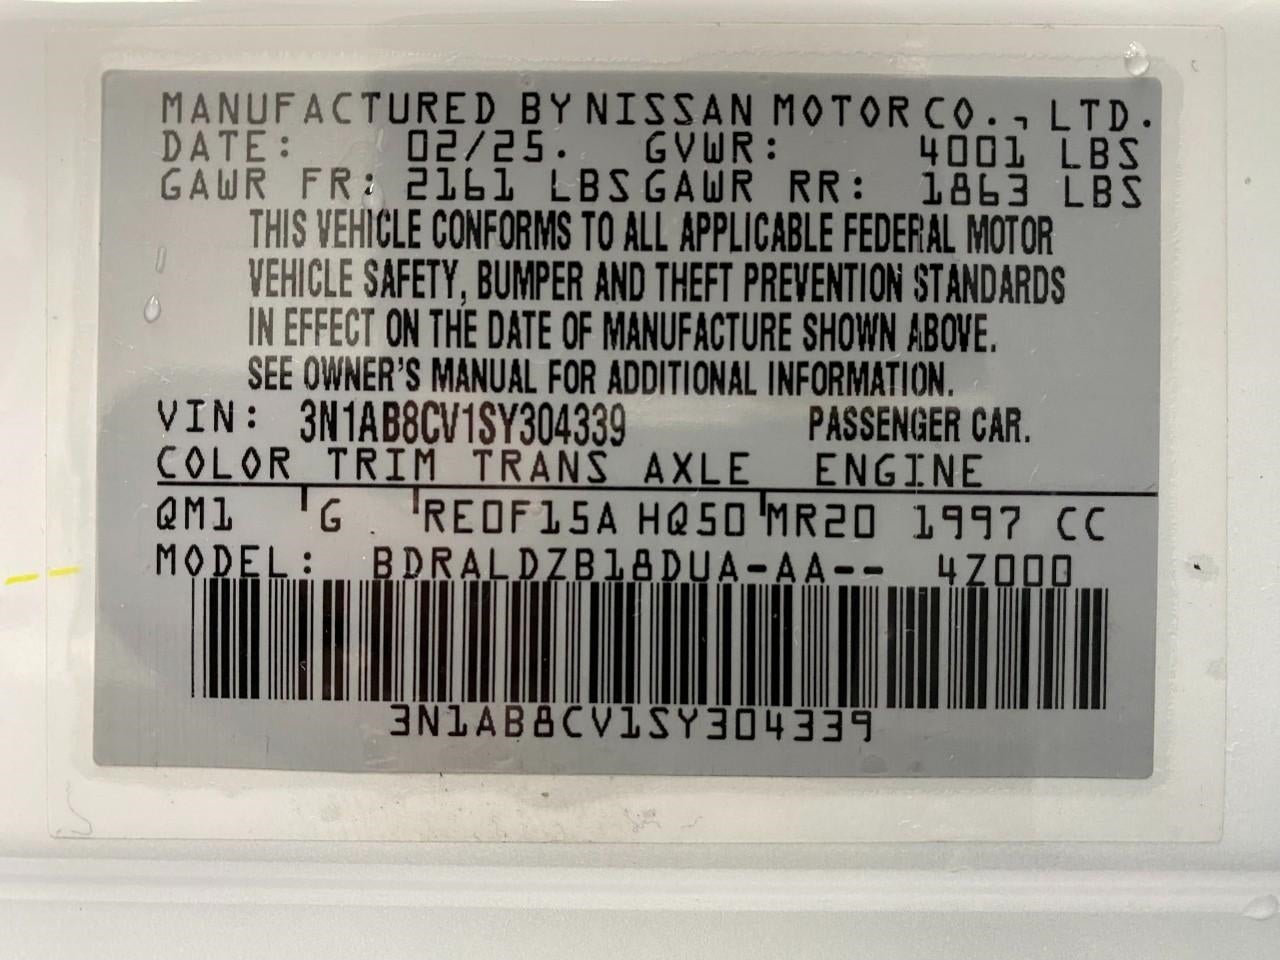 MANUFACTURED BY NISSAN MOTOR CO., LTD.
DATE: 02/25. GVWR: 4001 LBS
GAWR FR: 2161 LBS GAWR RR: 1863 LBS
THIS VEHICLE CONFORMS TO ALL APPLICABLE FEDERAL MOTOR
VEHICLE SAFETY, BUMPER AND THEFT PREVENTION STANDARDS
IN EFFECT ON THE DATE OF MANUFACTURE SHOWN ABOVE.
SEE OWNER'S MANUAL FOR ADDITIONAL INFORMATION.
VIN: 3N1AB8CV1SY304339 PASSENGER CAR.
COLOR TRIM TRANS AXLE ENGINE
QM1 G REOF15A HQ50 MR20 1997 CC
MODEL: BDRALDZB18DUA-AA-- 4Z000
3N1AB8CV1SY304339